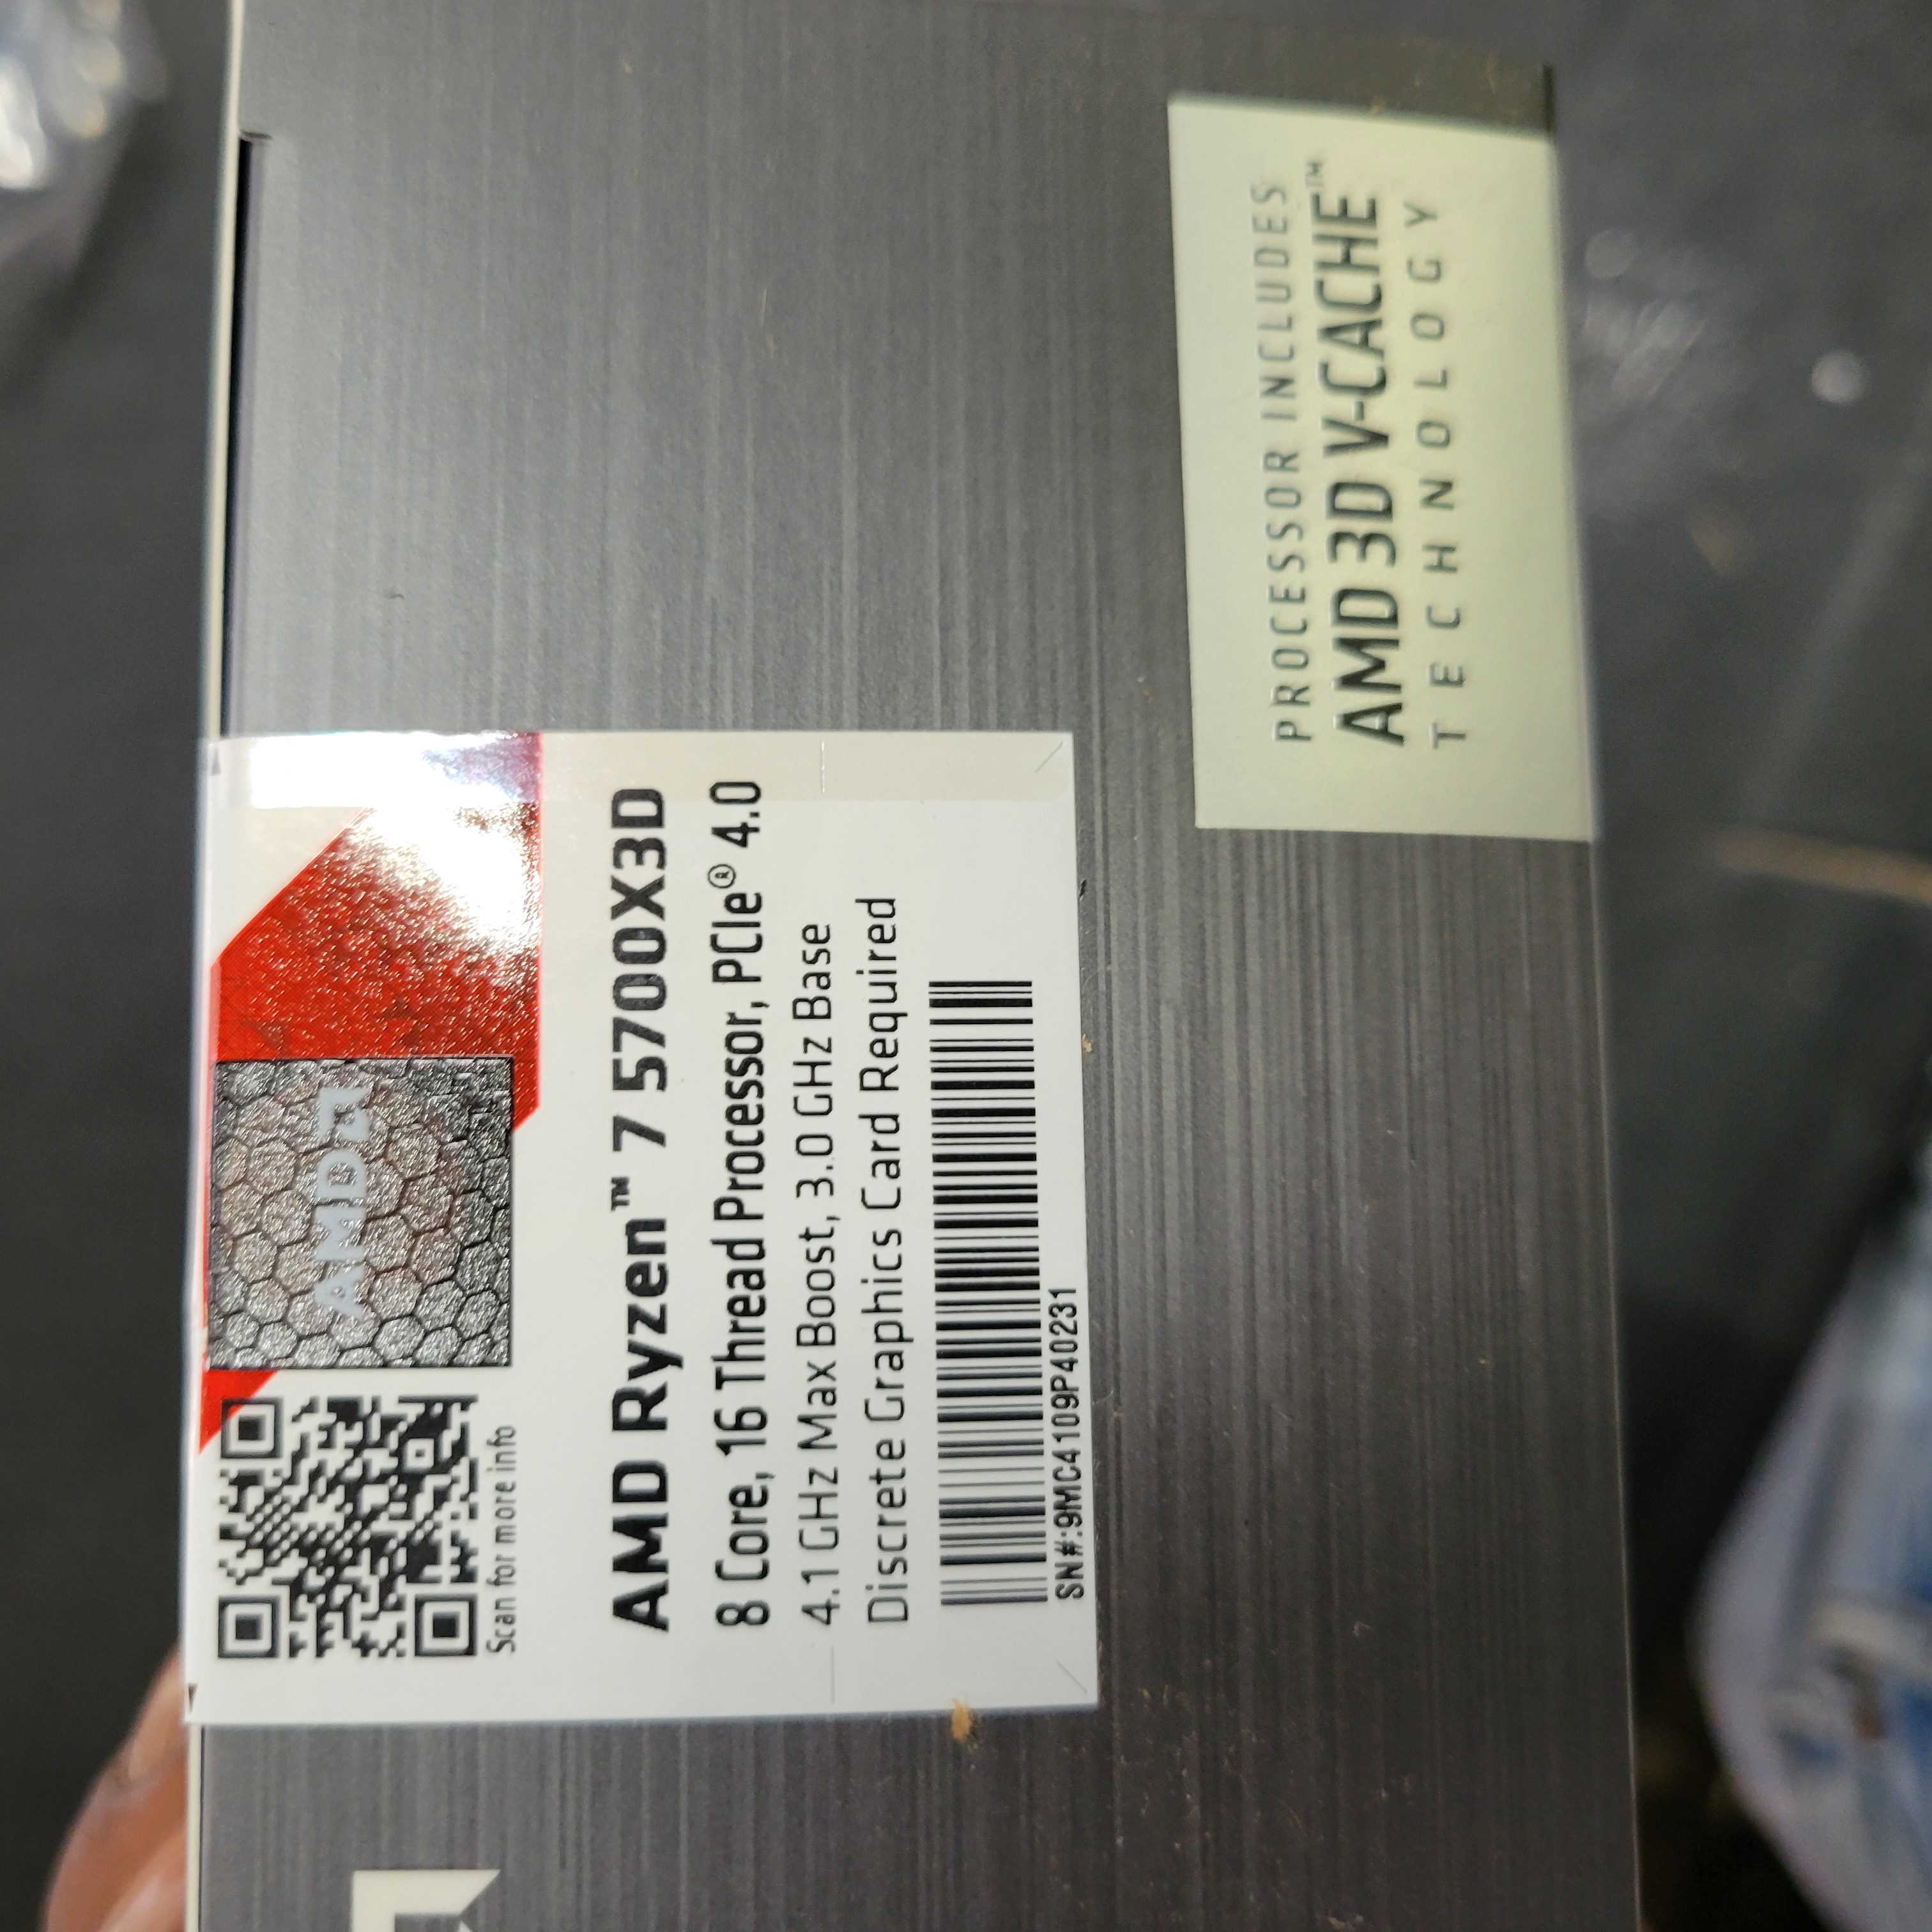 AMD
Scan for more info
AMD Ryzen™ 7 5700X3D
8 Core, 16 Thread Processor, PCIe® 4.0
4.1 GHz Max Boost, 3.0 GHz Base
Discrete Graphics Card Required
SN#:9MC4109P40231
PROCESSOR INCLUDES
AMD 3D V-CACHE™
TECHNOLOGY